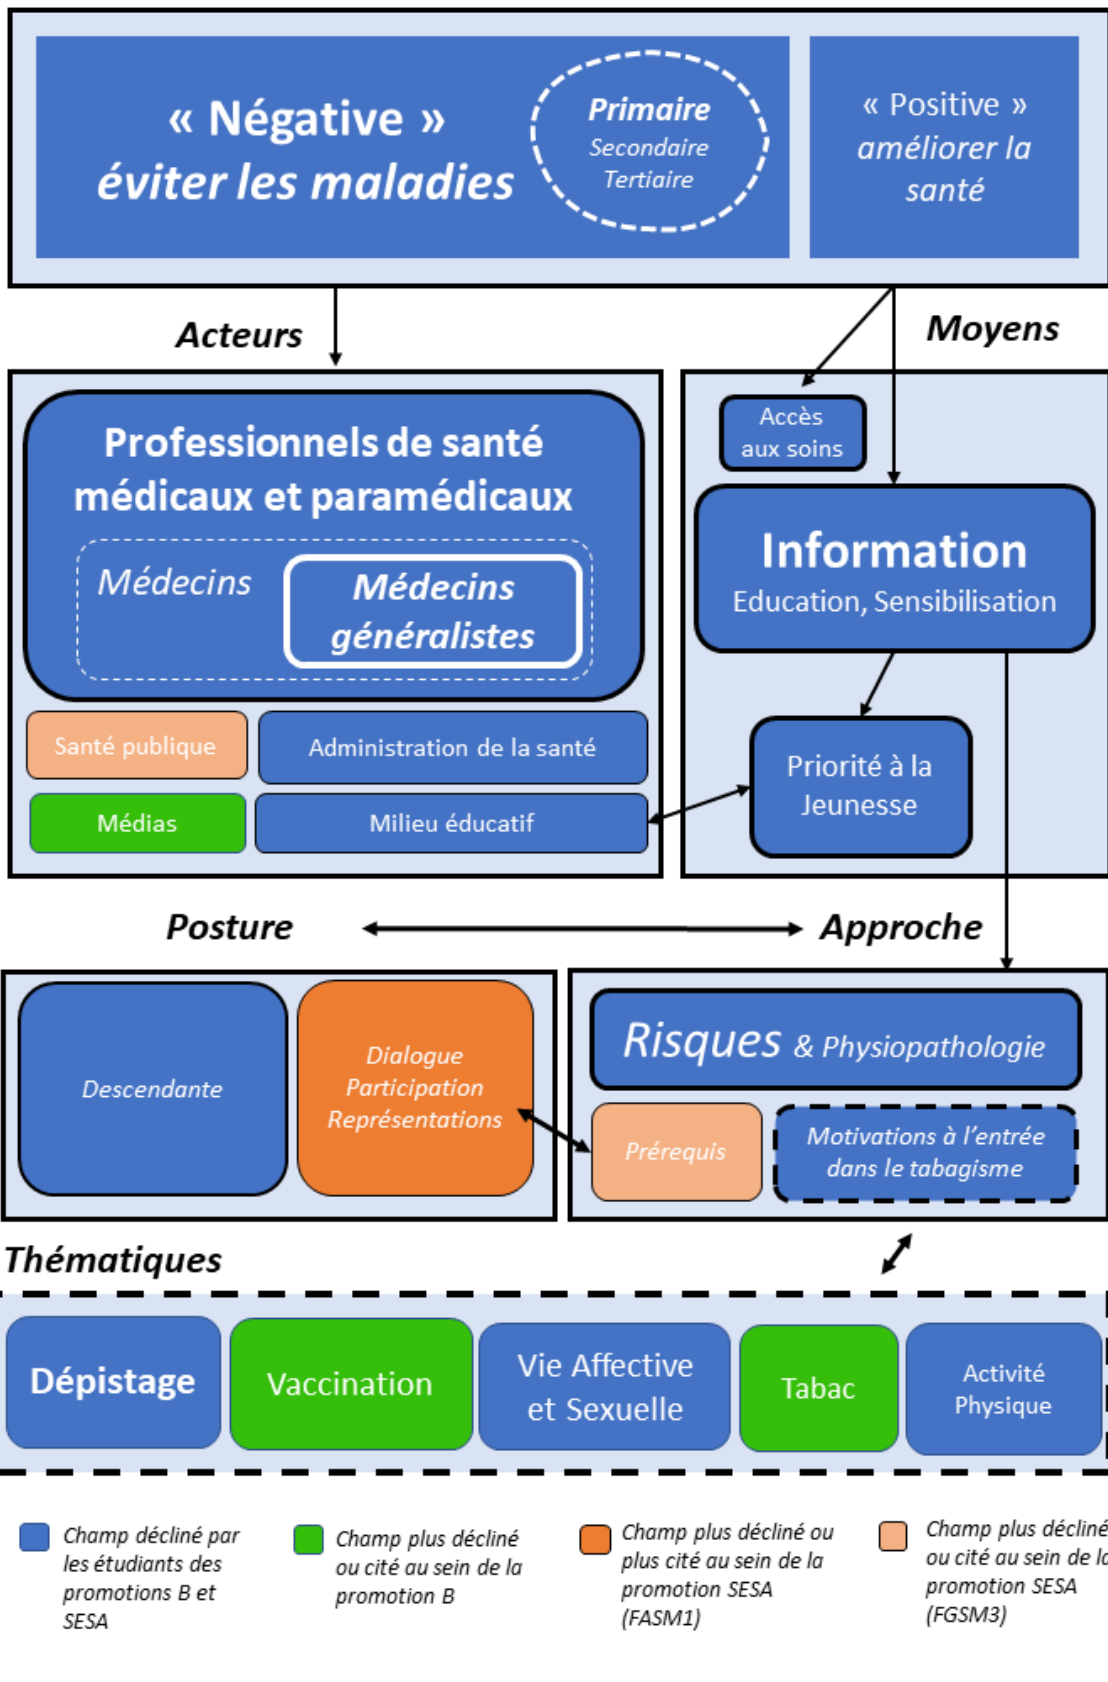 « Négative »
éviter les maladies
Primaire
Secondaire
Tertiaire
« Positive »
améliorer la
santé
Acteurs
Moyens
Professionnels de santé
médicaux et paramédicaux
Médecins
Médecins
généralistes
Santé publique
Administration de la santé
Médias
Milieu éducatif
Accès
aux soins
Information
Education, Sensibilisation
Priorité à la
Jeunesse
Posture
Approche
Descendante
Dialogue
Participation
Représentations
Risques & Physiopathologie
Prérequis
Motivations à l'entrée
dans le tabagisme
Thématiques
Dépistage
Vaccination
Vie Affective
et Sexuelle
Tabac
Activité
Physique
Champ décliné par
les étudiants des
promotions B et
SESA
Champ plus décliné
ou cité au sein de la
promotion B
Champ plus décliné ou
plus cité au sein de la
promotion SESA
(FASM1)
Champ plus décliné
ou cité au sein de la
promotion SESA
(FGSM3)